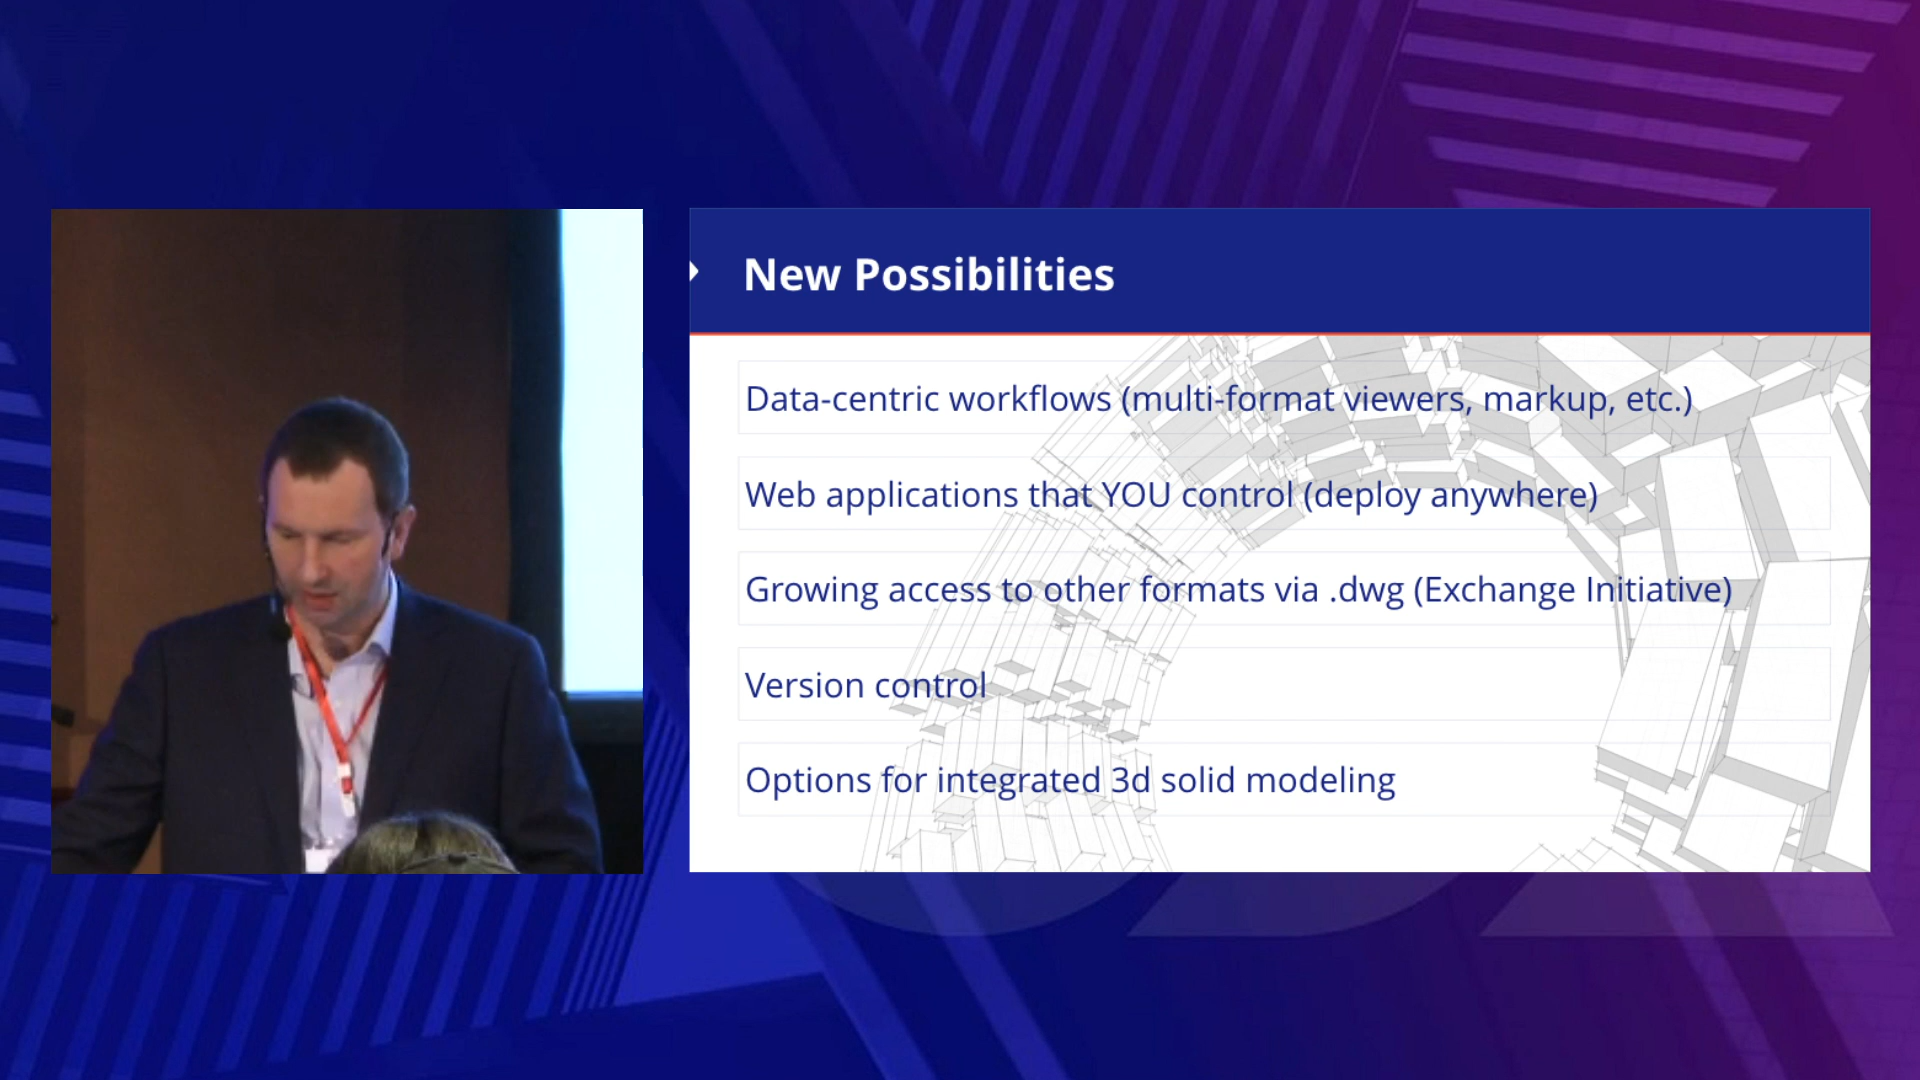 New Possibilities
Data-centric workflows (multi-format viewers, markup, etc.)
Web applications that YOU control (deploy anywhere)
Growing access to other formats via .dwg (Exchange Initiative)
Version control
Options for integrated 3d solid modeling